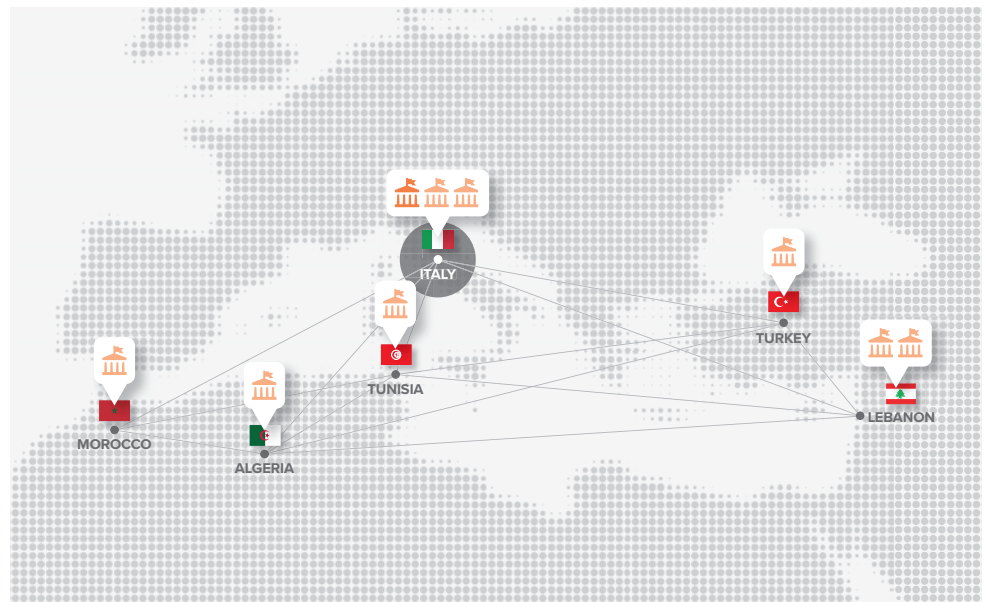 ITALY
TURKEY
TUNISIA
LEBANON
MOROCCO
ALGERIA